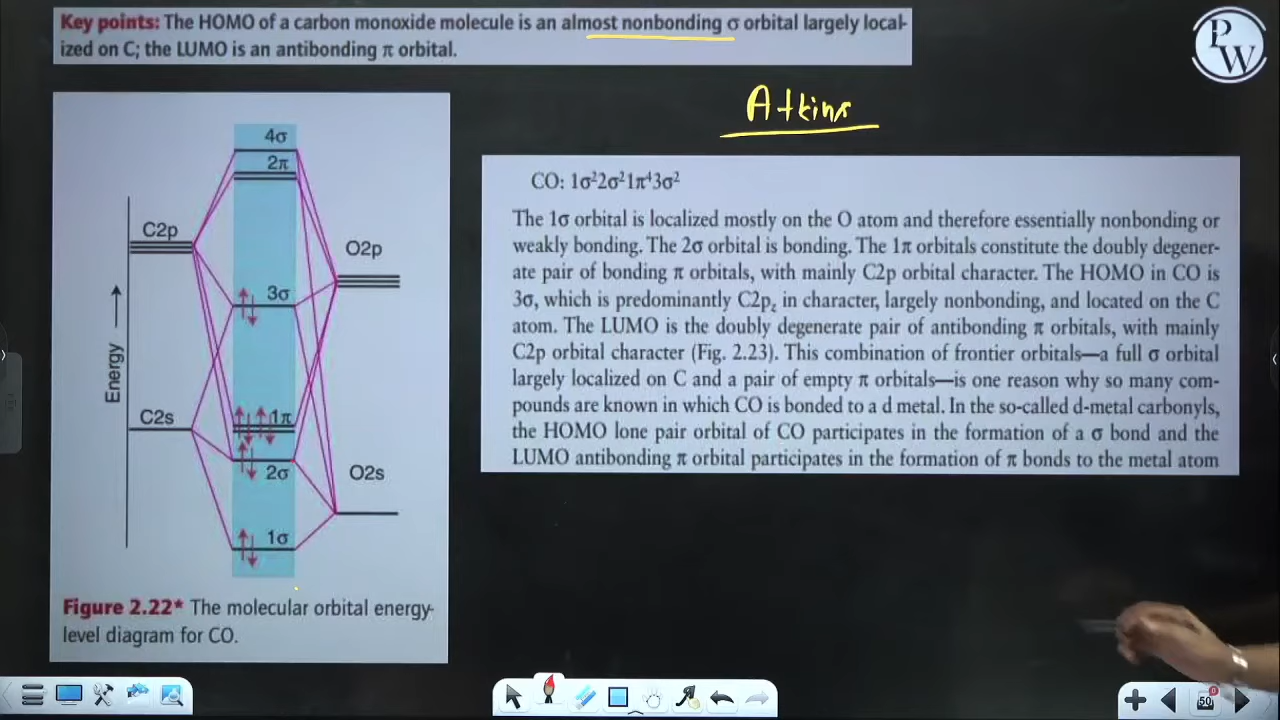 Key points: The HOMO of a carbon monoxide molecule is an almost nonbonding σ orbital largely local-
ized on C; the LUMO is an antibonding π orbital.
PW
Atkins
4σ
2π
C2p
O2p
3σ
Energy
C2s
1π
2σ
O2s
1σ
Figure 2.22* The molecular orbital energy-
level diagram for CO.
CO: 1σ²2σ²1π⁴3σ²
The 1σ orbital is localized mostly on the O atom and therefore essentially nonbonding or
weakly bonding. The 2σ orbital is bonding. The 1π orbitals constitute the doubly degener-
ate pair of bonding π orbitals, with mainly C2p orbital character. The HOMO in CO is
3σ, which is predominantly C2pz in character, largely nonbonding, and located on the C
atom. The LUMO is the doubly degenerate pair of antibonding π orbitals, with mainly
C2p orbital character (Fig. 2.23). This combination of frontier orbitals—a full σ orbital
largely localized on C and a pair of empty π orbitals—is one reason why so many com-
pounds are known in which CO is bonded to a d metal. In the so-called d-metal carbonyls,
the HOMO lone pair orbital of CO participates in the formation of a σ bond and the
LUMO antibonding π orbital participates in the formation of π bonds to the metal atom
50